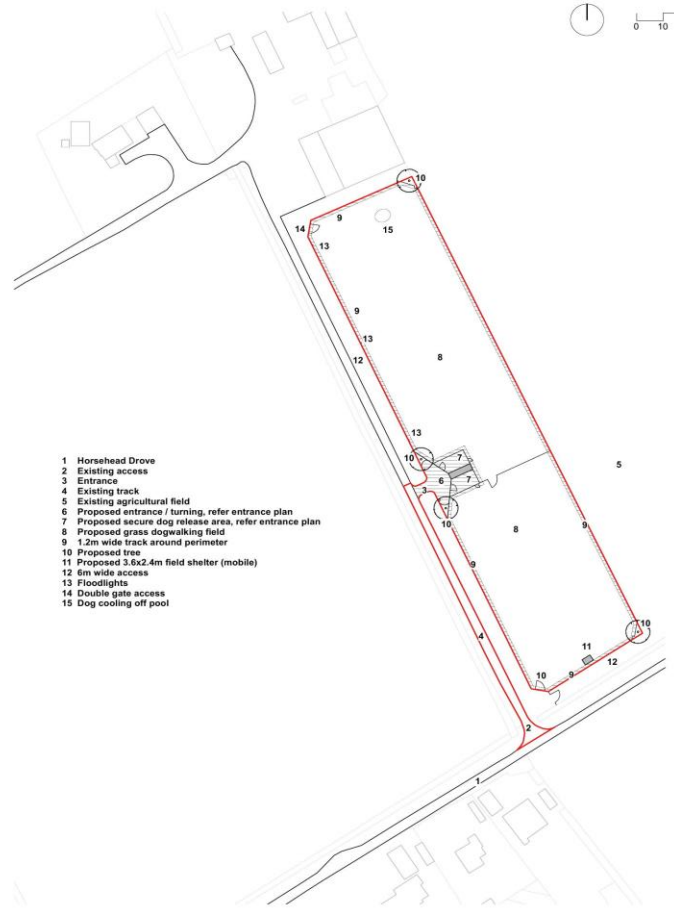 0 10
10
9
14
15
13
9
13
12
8
13
10
7
6
7
3
5
10
8
9
9
4
10
11
12
10
9
2
1
1 Horsehead Drove
2 Existing access
3 Entrance
4 Existing track
5 Existing agricultural field
6 Proposed entrance / turning, refer entrance plan
7 Proposed secure dog release area, refer entrance plan
8 Proposed grass dogwalking field
9 1.2m wide track around perimeter
10 Proposed tree
11 Proposed 3.6x2.4m field shelter (mobile)
12 6m wide access
13 Floodlights
14 Double gate access
15 Dog cooling off pool